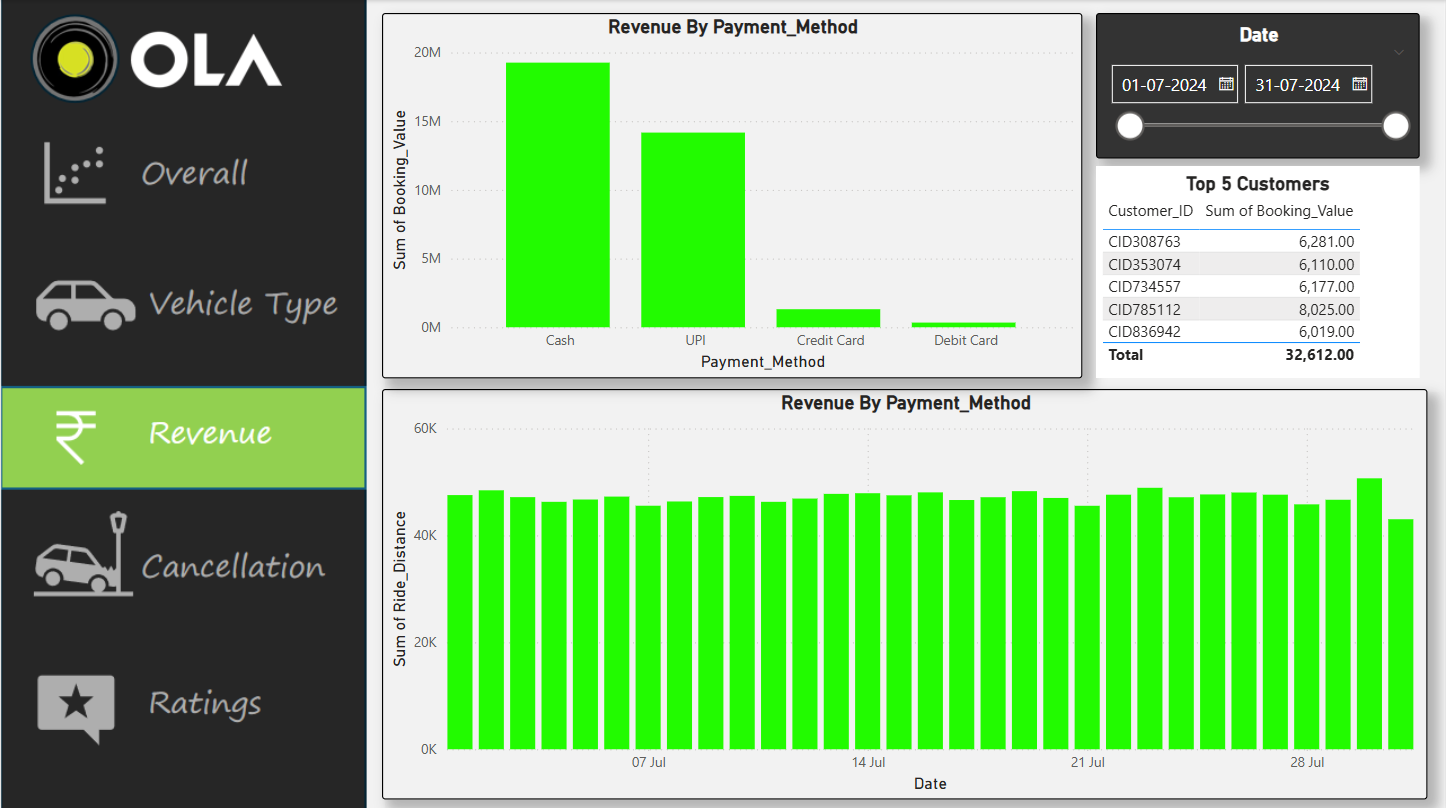 OLA
Overall
Vehicle Type
₹ Revenue
Cancellation
Ratings
Revenue By Payment_Method
Sum of Booking_Value
20M
15M
10M
5M
0M
Cash UPI Credit Card Debit Card
Payment_Method
Date
01-07-2024 31-07-2024
Top 5 Customers
Customer_ID Sum of Booking_Value
CID308763 6,281.00
CID353074 6,110.00
CID734557 6,177.00
CID785112 8,025.00
CID836942 6,019.00
Total 32,612.00
Revenue By Payment_Method
Sum of Ride_Distance
60K
40K
20K
0K
07 Jul 14 Jul 21 Jul 28 Jul
Date